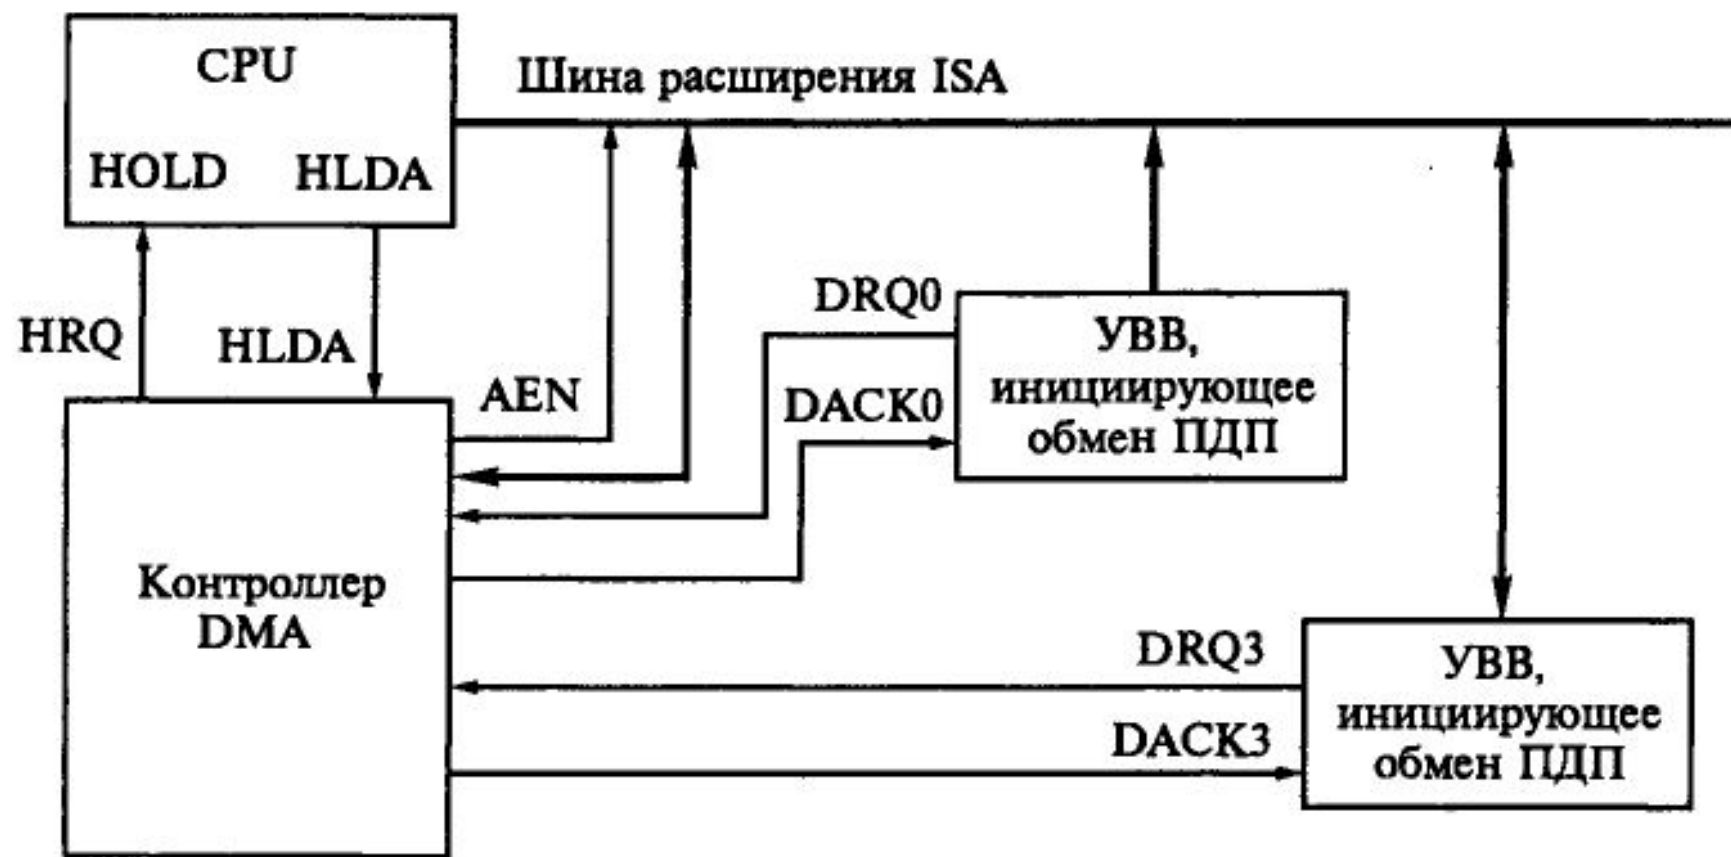 CPU
Шина расширения ISA
HOLD HLDA
HRQ
HLDA
DRQ0
УВВ,
инициирующее
обмен ПДП
AEN
DACK0
Контроллер
DMA
DRQ3
УВВ,
инициирующее
обмен ПДП
DACK3